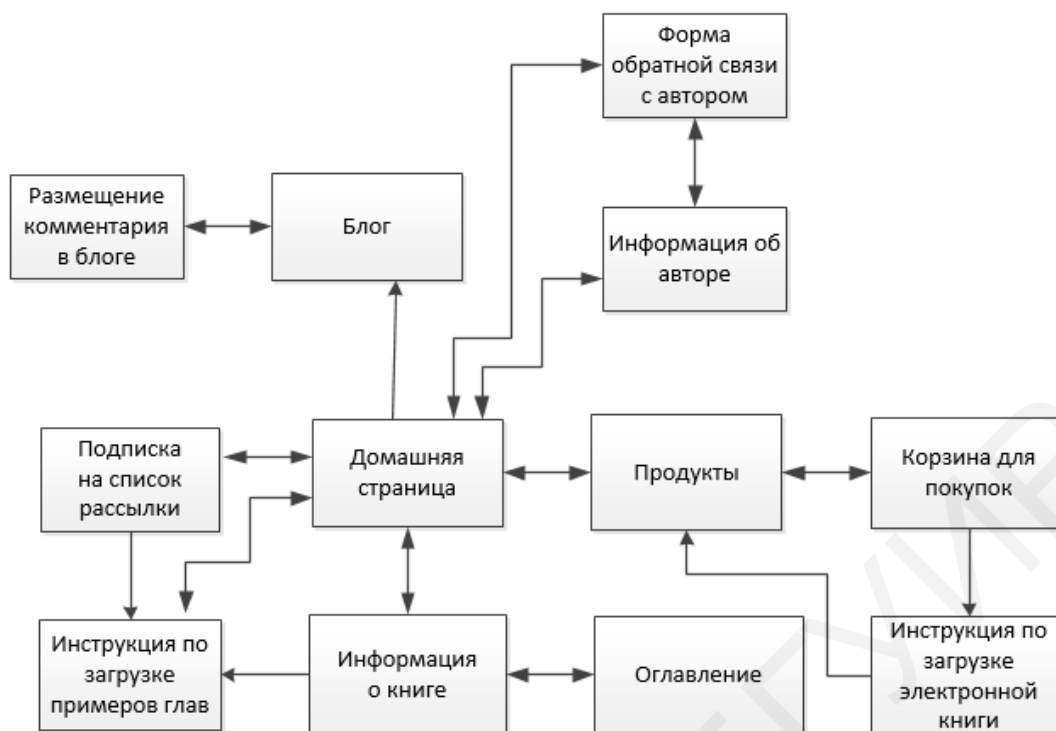 Форма
обратной связи
с автором
Размещение
комментария
в блоге
Блог
Информация об
авторе
Подписка
на список
рассылки
Домашняя
страница
Продукты
Корзина для
покупок
Инструкция по
загрузке
примеров глав
Информация
о книге
Оглавление
Инструкция по
загрузке
электронной
книги
БГУИР